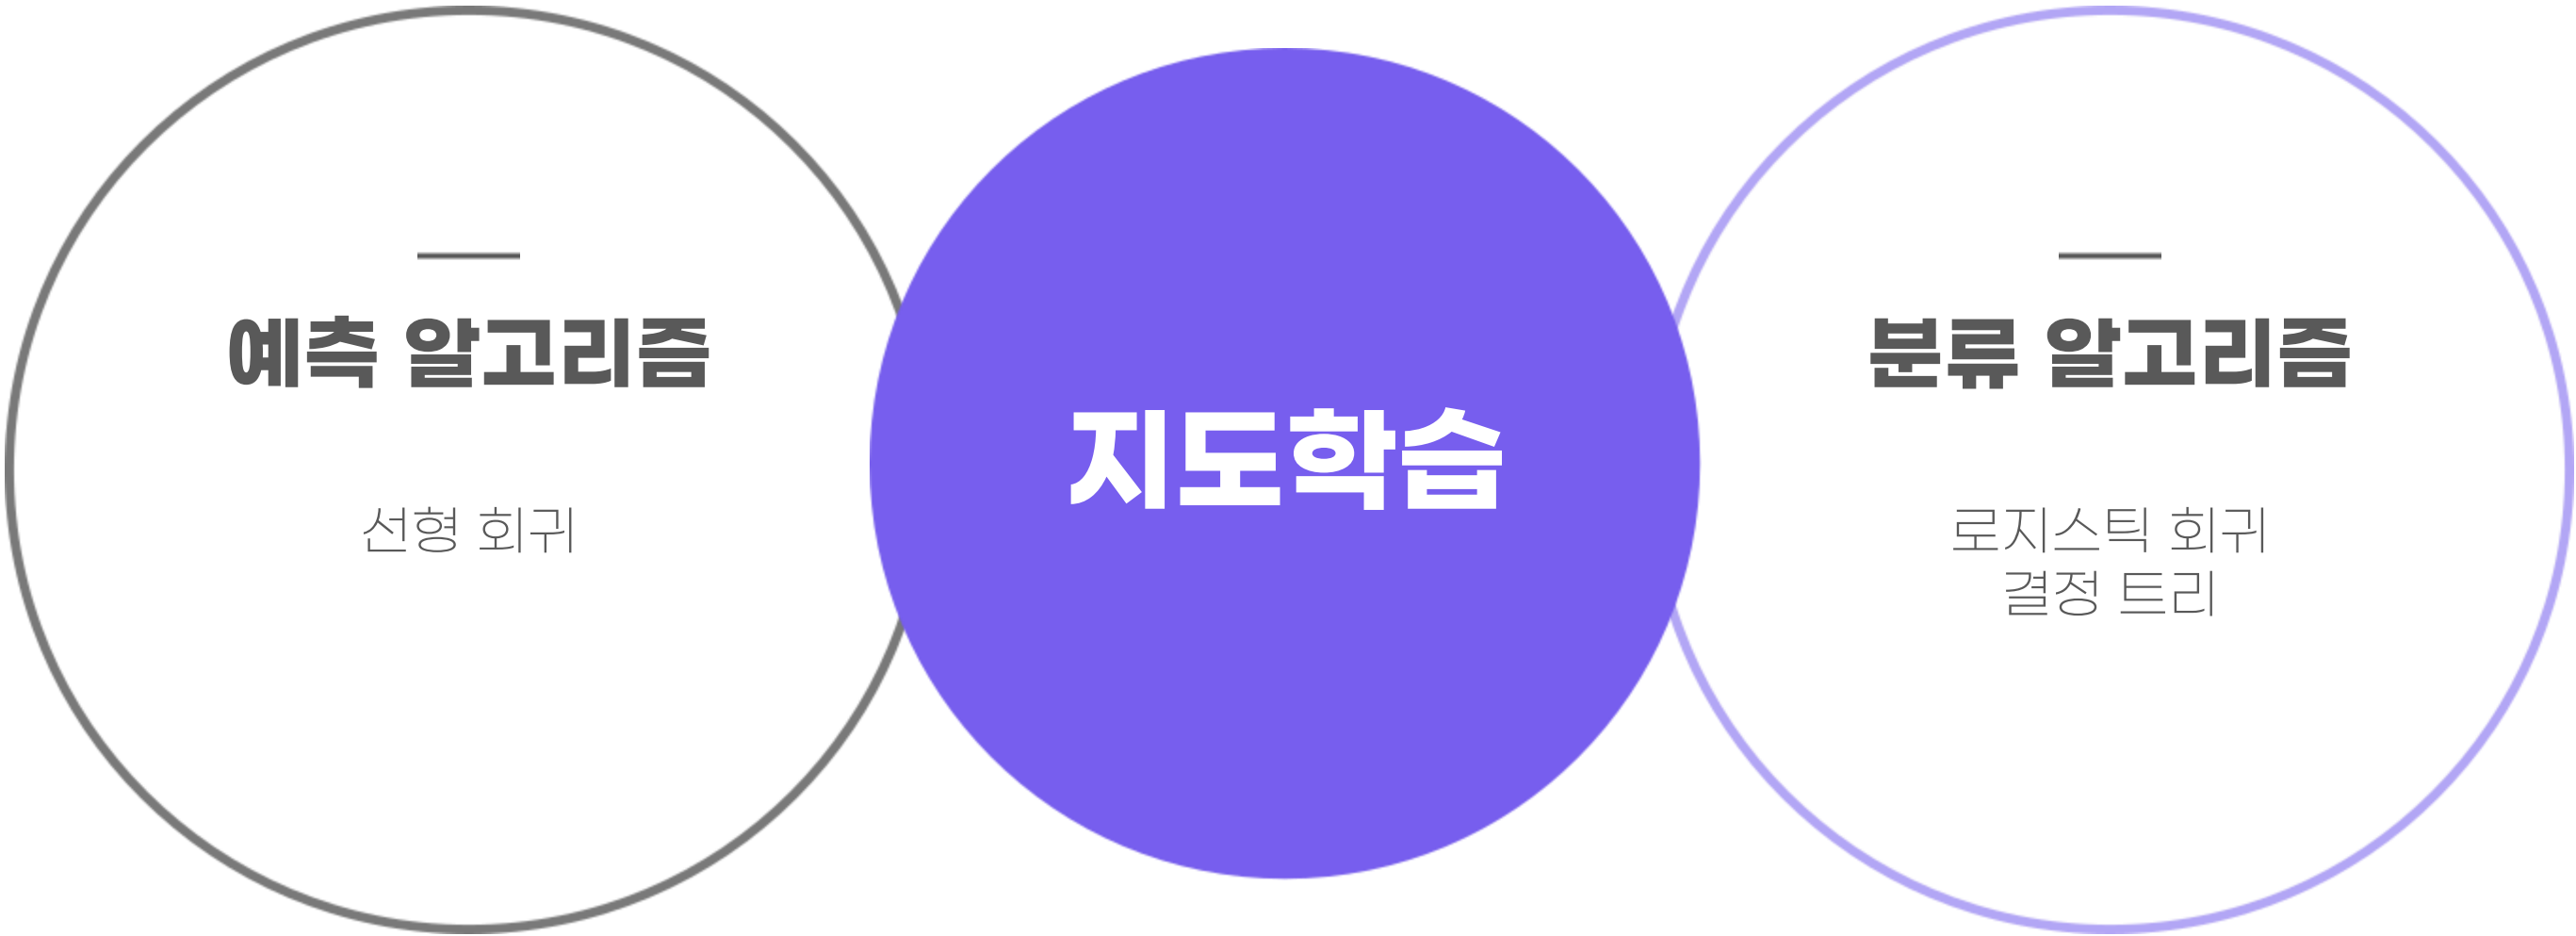 예측 알고리즘
선형 회귀
지도학습
분류 알고리즘
로지스틱 회귀
결정 트리